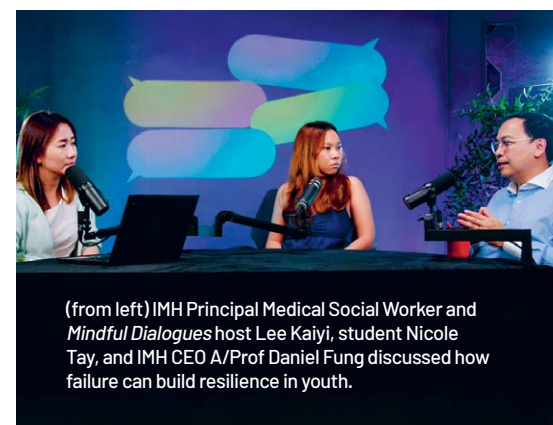 (from left) IMH Principal Medical Social Worker and
Mindful Dialogues host Lee Kaiyi, student Nicole
Tay, and IMH CEO A/Prof Daniel Fung discussed how
failure can build resilience in youth.